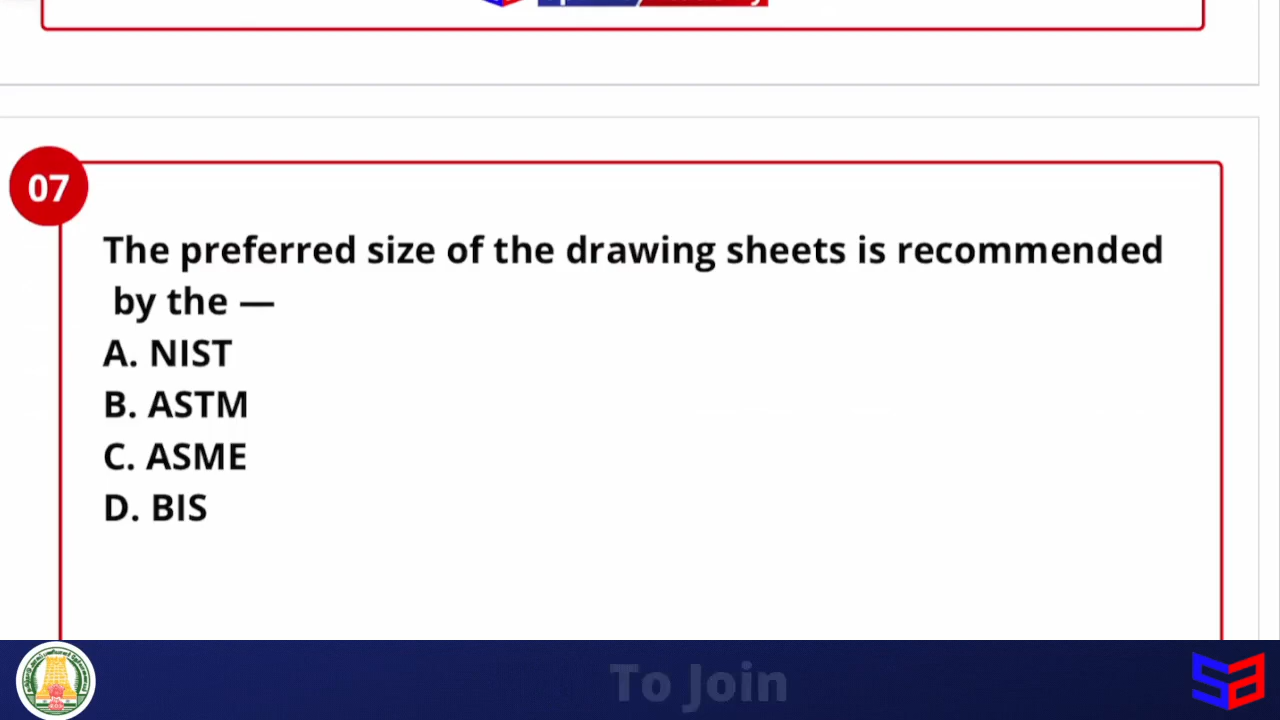 07
The preferred size of the drawing sheets is recommended
by the —
A. NIST
B. ASTM
C. ASME
D. BIS
To Join